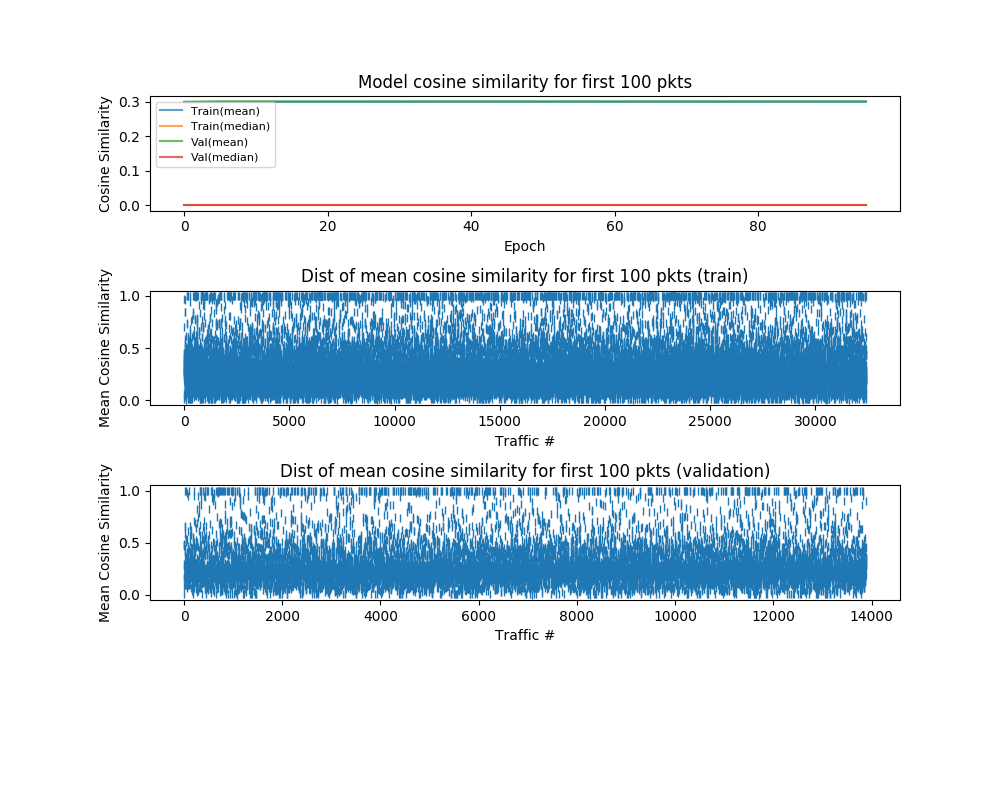 Model cosine similarity for first 100 pkts
Cosine Similarity
0.3
0.2
0.1
0.0
Train(mean)
Train(median)
Val(mean)
Val(median)
0 20 40 60 80
Epoch
Dist of mean cosine similarity for first 100 pkts (train)
Mean Cosine Similarity
1.0
0.5
0.0
0 5000 10000 15000 20000 25000 30000
Traffic #
Dist of mean cosine similarity for first 100 pkts (validation)
Mean Cosine Similarity
1.0
0.5
0.0
0 2000 4000 6000 8000 10000 12000 14000
Traffic #